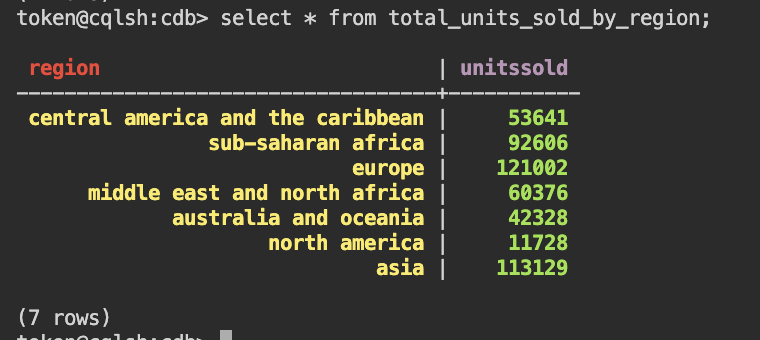 token@cqlsh:cdb> select * from total_units_sold_by_region;
region | unitssold
-----------------------------------+-----------
central america and the caribbean | 53641
sub-saharan africa | 92606
europe | 121002
middle east and north africa | 60376
australia and oceania | 42328
north america | 11728
asia | 113129
(7 rows)
token@cqlsh:cdb>